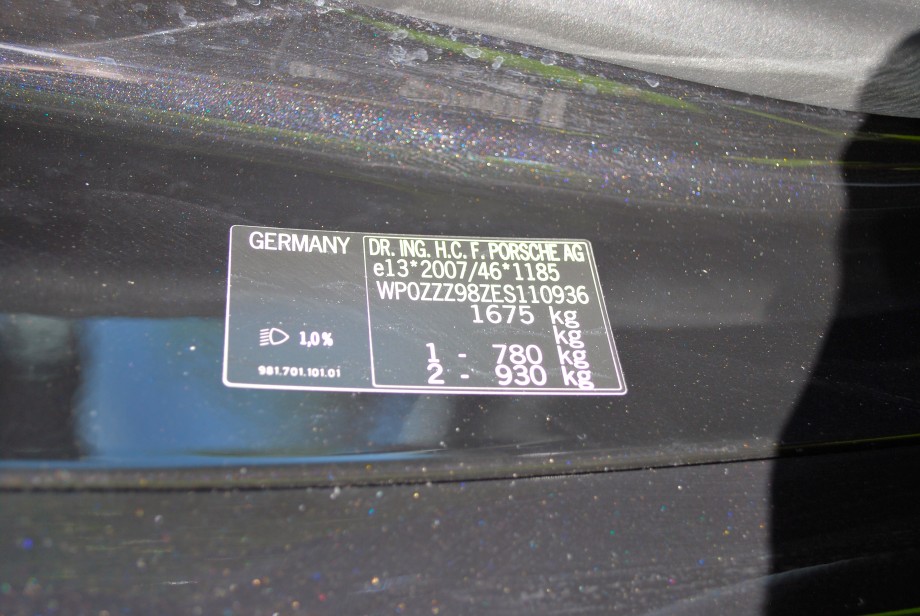 GERMANY
DR. ING. H.C. F. PORSCHE AG
e13*2007/46*1185
WP0ZZZ98ZES110936
1675 kg
kg
1 - 780 kg
2 - 930 kg
1,0%
981.701.101.01